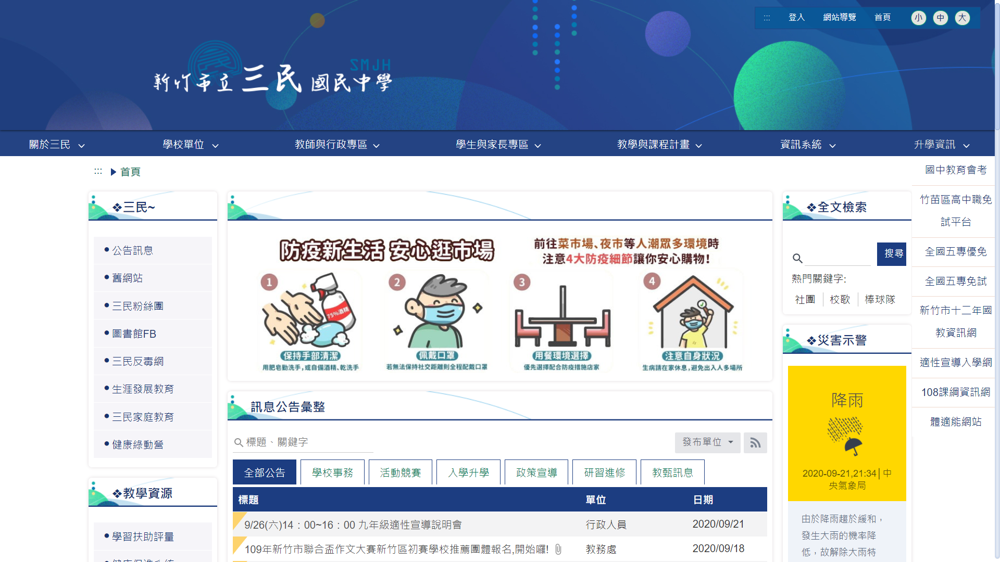 ::: 登入 網站導覽 首頁 小 中 大
SMJH
新竹市立三民國民中學
關於三民 學校單位 教師與行政專區 學生與家長專區 教學與課程計畫 資訊系統 升學資訊
國中教育會考
竹苗區高中職免
試平台
全國五專優免
全國五專免試
新竹市十二年國
教資訊網
適性宣導入學網
108課綱資訊網
體適能網站
::: 首頁
❖三民~
公告訊息
舊網站
三民粉絲團
圖書館FB
三民反毒網
生涯發展教育
三民家庭教育
健康綠動營
❖教學資源
學習扶助評量
防疫新生活 安心逛市場
前往菜市場、夜市等人潮眾多環境時
注意4大防疫細節讓你安心購物!
1 2 3 4
75%酒精
保持手部清潔
用肥皂勤洗手,或自備酒精、乾洗手
佩戴口罩
若無法保持社交距離則全程配戴口罩
用餐環境選擇
優先選擇配合防疫措施店家
注意自身狀況
生病請在家休息,避免出入人多場所
訊息公告彙整
標題、關鍵字
發布單位
全部公告 學校事務 活動競賽 入學升學 政策宣導 研習進修 教甄訊息
標題 單位 日期
9/26(六)14：00~16：00 九年級適性宣導說明會 行政人員 2020/09/21
109年新竹市聯合盃作文大賽新竹區初賽學校推薦團體報名,開始囉! 教務處 2020/09/18
❖全文檢索
搜尋
熱門關鍵字:
社團 校歌 棒球隊
❖災害示警
降雨
2020-09-21,21:34│中
央氣象局
由於降雨趨於緩和，
發生大雨的機率降
低，故解除大雨特